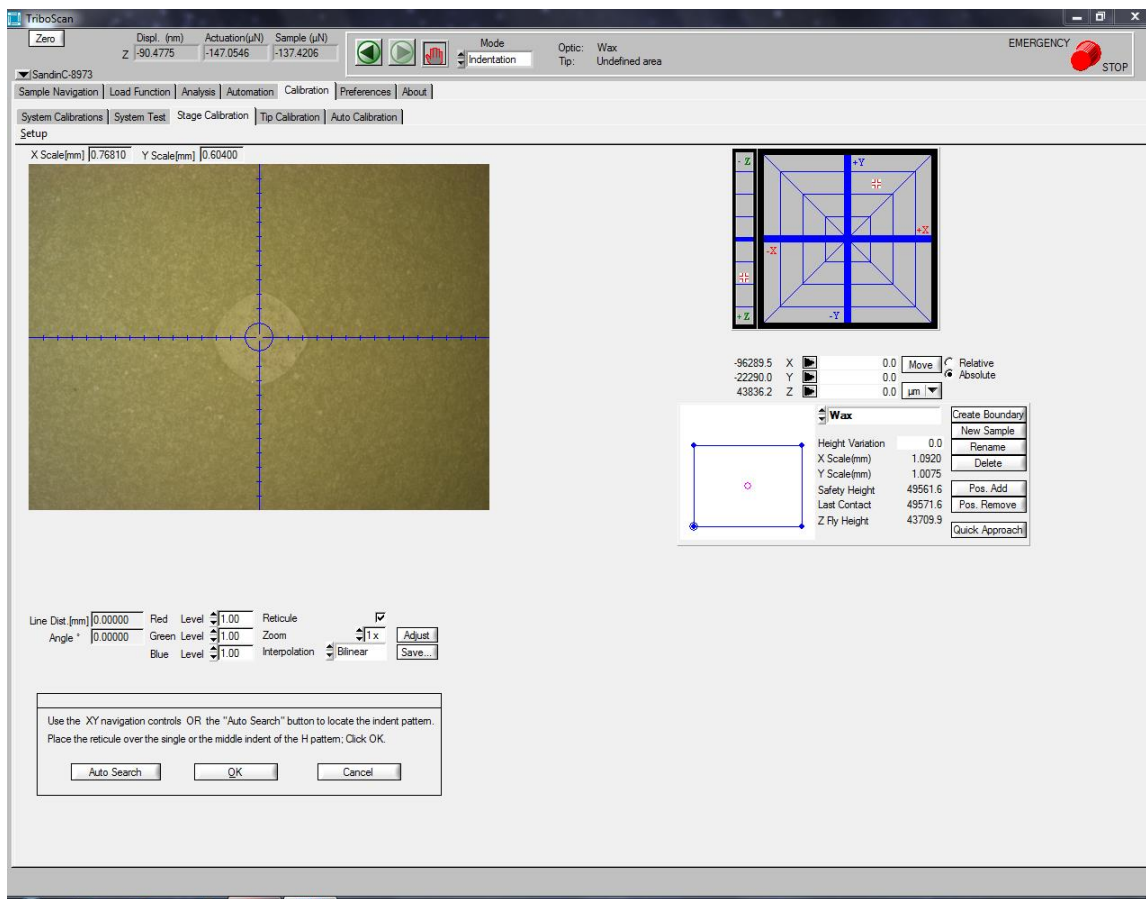 TriboScan
Zero Displ. (nm) Actuation(µN) Sample (µN)
Z -90.4775 -147.0546 -137.4206
Mode
Indentation
Optic: Wax
Tip: Undefined area
EMERGENCY
STOP
SandinC-8973
Sample Navigation Load Function Analysis Automation Calibration Preferences About
System Calibrations System Test Stage Calibration Tip Calibration Auto Calibration
Setup
X Scale[mm] 0.76810 Y Scale[mm] 0.60400
- Z
+Y
+X
-X
+Z
-Y
-96289.5 X 0.0 Move Relative
-22290.0 Y 0.0 Absolute
43836.2 Z 0.0 µm
Wax
Create Boundary
New Sample
Height Variation 0.0 Rename
X Scale(mm) 1.0920 Delete
Y Scale(mm) 1.0075
Safety Height 49561.6 Pos. Add
Last Contact 49571.6 Pos. Remove
Z Fly Height 43709.9
Quick Approach
Line Dist.[mm] 0.00000 Red Level 1.00 Reticule
Angle ° 0.00000 Green Level 1.00 Zoom 1 x Adjust
Blue Level 1.00 Interpolation Bilinear Save...
Use the XY navigation controls OR the "Auto Search" button to locate the indent pattern.
Place the reticule over the single or the middle indent of the H pattern; Click OK.
Auto Search OK Cancel